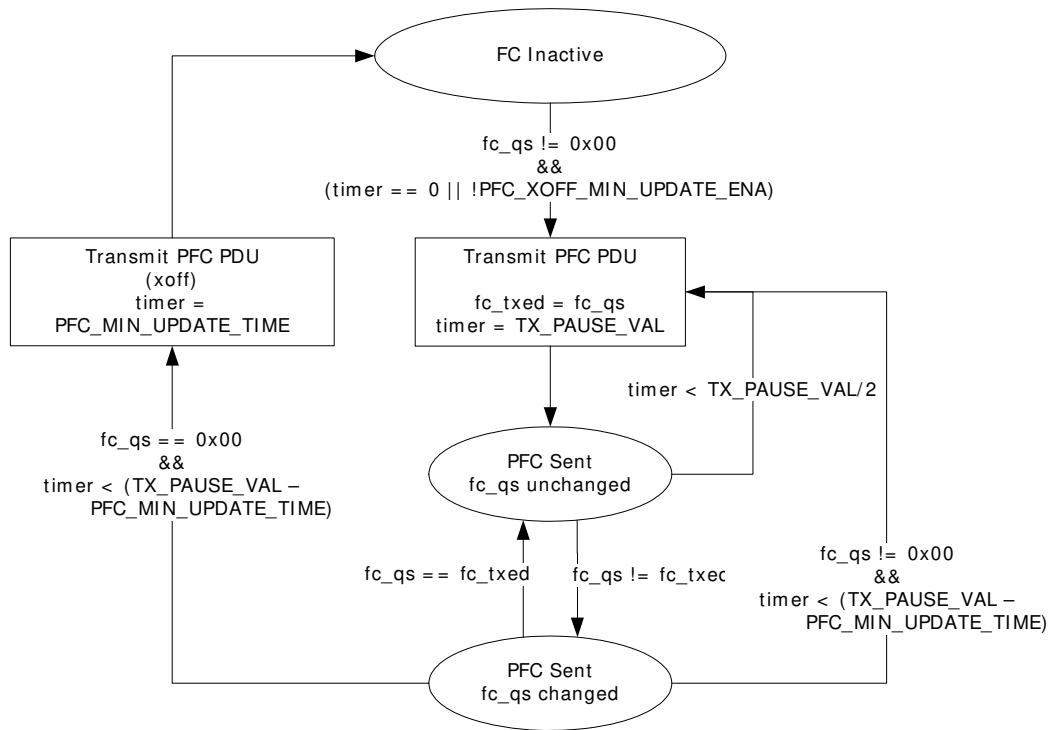 FC Inactive
fc_qs != 0x00
&&
(timer == 0 || !PFC_XOFF_MIN_UPDATE_ENA)
Transmit PFC PDU
(xoff)
timer =
PFC_MIN_UPDATE_TIME
Transmit PFC PDU
fc_txed = fc_qs
timer = TX_PAUSE_VAL
timer < TX_PAUSE_VAL/2
fc_qs == 0x00
&&
timer < (TX_PAUSE_VAL –
PFC_MIN_UPDATE_TIME)
PFC Sent
fc_qs unchanged
fc_qs == fc_txed
fc_qs != fc_txed
fc_qs != 0x00
&&
timer < (TX_PAUSE_VAL –
PFC_MIN_UPDATE_TIME)
PFC Sent
fc_qs changed